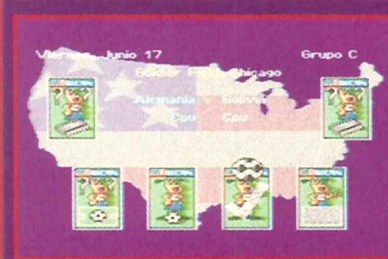 Viernes, Junio 17 Grupo C
Soldier Field, Chicago
Alemania v Bolivia
Cpu Cpu